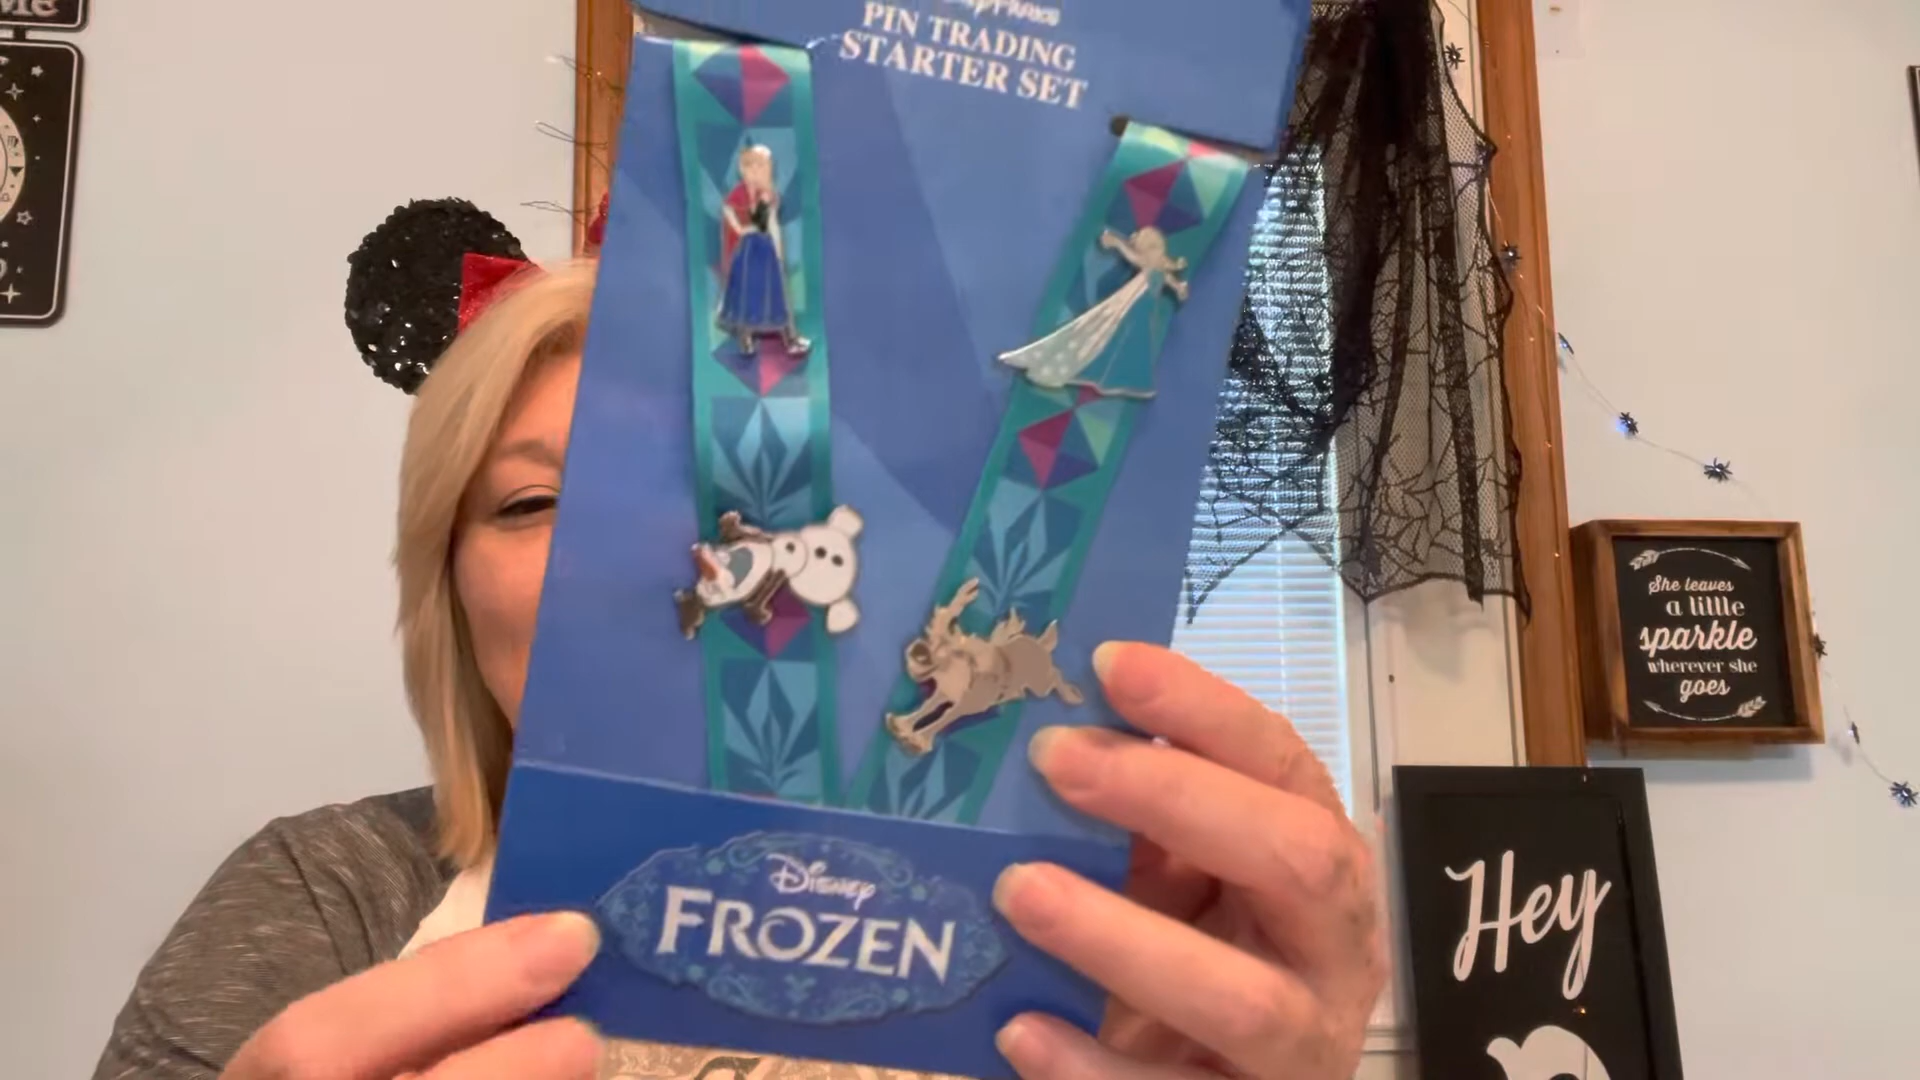 PIN TRADING
STARTER SET
Disney
FROZEN
She leaves
a little
sparkle
wherever she
goes
Hey